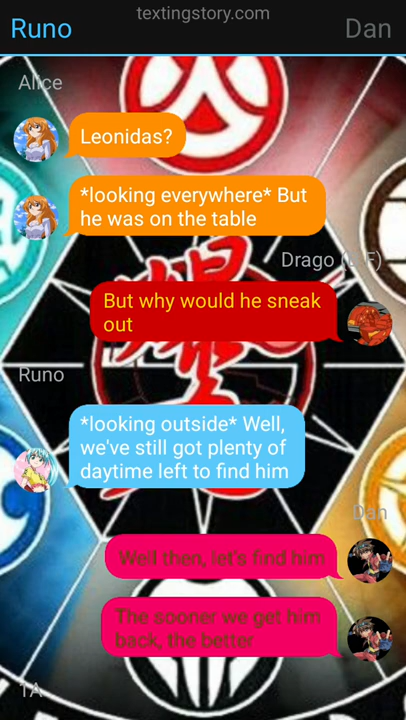 textingstory.com
Runo
Dan
Alice
Leonidas?
*looking everywhere* But
he was on the table
Drago (   F)
But why would he sneak
out
Runo
*looking outside* Well,
we've still got plenty of
daytime left to find him
Dan
Well then, let's find him
The sooner we get him
back, the better
1A